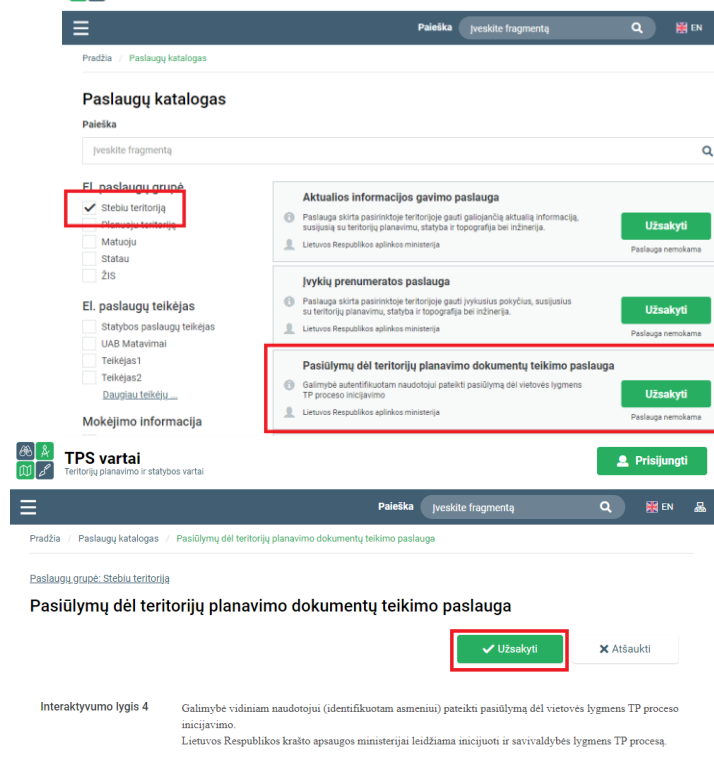 Paieška Įveskite fragmentą EN
Pradžia / Paslaugų katalogas
Paslaugų katalogas
Paieška
Įveskite fragmentą
El. paslaugų grupė
Stebiu teritoriją
Planuoju teritoriją
Matuoju
Statau
ŽIS
El. paslaugų teikėjas
Statybos paslaugų teikėjas
UAB Matavimai
Teikėjas1
Teikėjas2
Daugiau teikėjų ...
Mokėjimo informacija
Aktualios informacijos gavimo paslauga
Paslauga skirta pasirinktoje teritorijoje gauti galiojančią aktualią informaciją,
susijusią su teritorijų planavimu, statyba ir topografija bei inžinerija.
Lietuvos Respublikos aplinkos ministerija
Užsakyti
Paslauga nemokama
Įvykių prenumeratos paslauga
Paslauga skirta pasirinktoje teritorijoje gauti įvykusius pokyčius, susijusius
su teritorijų planavimu, statyba ir topografija bei inžinerija.
Lietuvos Respublikos aplinkos ministerija
Užsakyti
Paslauga nemokama
Pasiūlymų dėl teritorijų planavimo dokumentų teikimo paslauga
Galimybė autentifikuotam naudotojui pateikti pasiūlymą dėl vietovės lygmens
TP proceso inicijavimo
Lietuvos Respublikos aplinkos ministerija
Užsakyti
Paslauga nemokama
TPS vartai
Teritorijų planavimo ir statybos vartai
Prisijungti
Paieška Įveskite fragmentą EN
Pradžia / Paslaugų katalogas / Pasiūlymų dėl teritorijų planavimo dokumentų teikimo paslauga
Paslaugų grupė: Stebiu teritoriją
Pasiūlymų dėl teritorijų planavimo dokumentų teikimo paslauga
Užsakyti Atšaukti
Interaktyvumo lygis 4
Galimybė vidiniam naudotojui (identifikuotam asmeniui) pateikti pasiūlymą dėl vietovės lygmens TP proceso
inicijavimo.
Lietuvos Respublikos krašto apsaugos ministerijai leidžiama inicijuoti ir savivaldybės lygmens TP procesą.